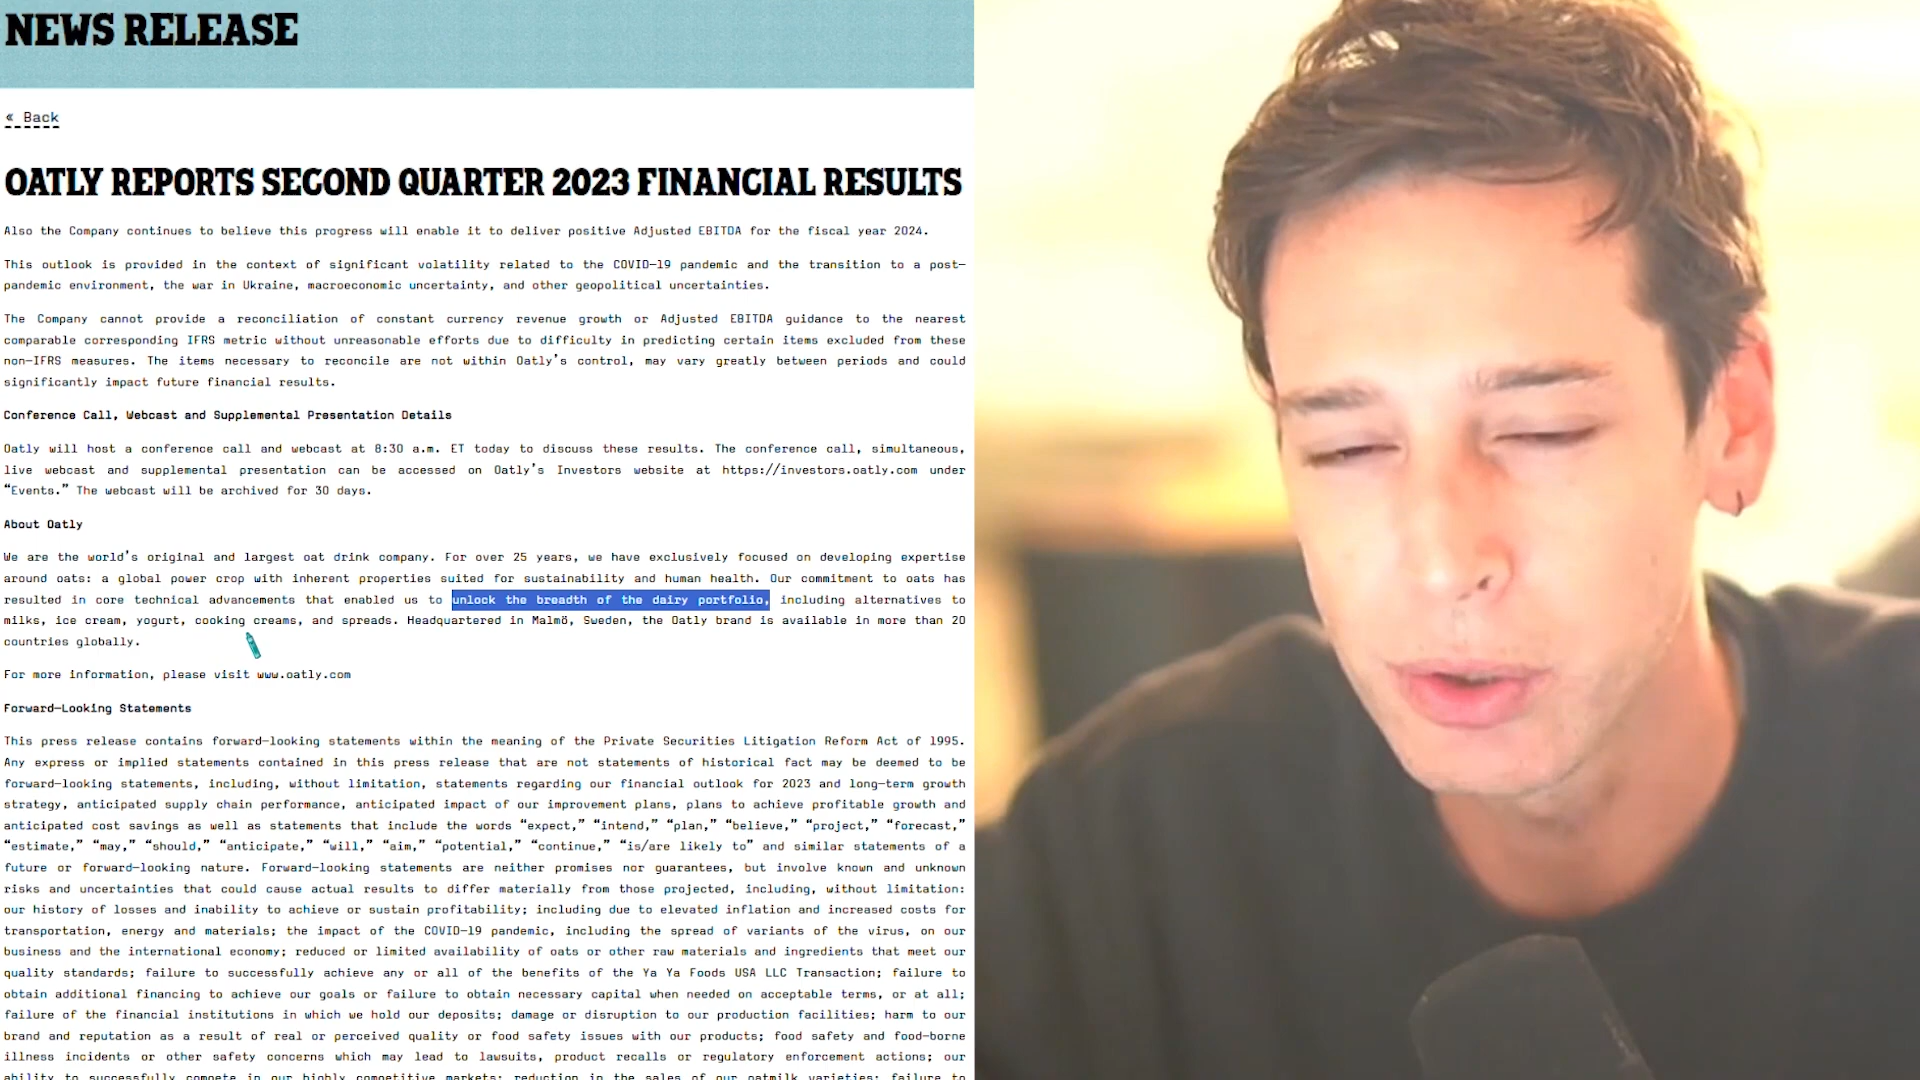 NEWS RELEASE
« Back
OATLY REPORTS SECOND QUARTER 2023 FINANCIAL RESULTS
Also the Company continues to believe this progress will enable it to deliver positive Adjusted EBITDA for the fiscal year 2024.
This outlook is provided in the context of significant volatility related to the COVID-19 pandemic and the transition to a post-
pandemic environment, the war in Ukraine, macroeconomic uncertainty, and other geopolitical uncertainties.
The Company cannot provide a reconciliation of constant currency revenue growth or Adjusted EBITDA guidance to the nearest
comparable corresponding IFRS metric without unreasonable efforts due to difficulty in predicting certain items excluded from these
non-IFRS measures. The items necessary to reconcile are not within Oatly's control, may vary greatly between periods and could
significantly impact future financial results.
Conference Call, Webcast and Supplemental Presentation Details
Oatly will host a conference call and webcast at 8:30 a.m. ET today to discuss these results. The conference call, simultaneous,
live webcast and supplemental presentation can be accessed on Oatly's Investors website at https://investors.oatly.com under
“Events.” The webcast will be archived for 30 days.
About Oatly
We are the world's original and largest oat drink company. For over 25 years, we have exclusively focused on developing expertise
around oats: a global power crop with inherent properties suited for sustainability and human health. Our commitment to oats has
resulted in core technical advancements that enabled us to unlock the breadth of the dairy portfolio, including alternatives to
milks, ice cream, yogurt, cooking creams, and spreads. Headquartered in Malmö, Sweden, the Oatly brand is available in more than 20
countries globally.
For more information, please visit www.oatly.com
Forward-Looking Statements
This press release contains forward-looking statements within the meaning of the Private Securities Litigation Reform Act of 1995.
Any express or implied statements contained in this press release that are not statements of historical fact may be deemed to be
forward-looking statements, including, without limitation, statements regarding our financial outlook for 2023 and long-term growth
strategy, anticipated supply chain performance, anticipated impact of our improvement plans, plans to achieve profitable growth and
anticipated cost savings as well as statements that include the words “expect,” “intend,” “plan,” “believe,” “project,” “forecast,”
“estimate,” “may,” “should,” “anticipate,” “will,” “aim,” “potential,” “continue,” “is/are likely to” and similar statements of a
future or forward-looking nature. Forward-looking statements are neither promises nor guarantees, but involve known and unknown
risks and uncertainties that could cause actual results to differ materially from those projected, including, without limitation:
our history of losses and inability to achieve or sustain profitability; including due to elevated inflation and increased costs for
transportation, energy and materials; the impact of the COVID-19 pandemic, including the spread of variants of the virus, on our
business and the international economy; reduced or limited availability of oats or other raw materials and ingredients that meet our
quality standards; failure to successfully achieve any or all of the benefits of the Ya Ya Foods USA LLC Transaction; failure to
obtain additional financing to achieve our goals or failure to obtain necessary capital when needed on acceptable terms, or at all;
failure of the financial institutions in which we hold our deposits; damage or disruption to our production facilities; harm to our
brand and reputation as a result of real or perceived quality or food safety issues with our products; food safety and food-borne
illness incidents or other safety concerns which may lead to lawsuits, product recalls or regulatory enforcement actions; our
ability to successfully compete in our highly competitive markets; reduction in the sales of our oatmilk varieties; failure to